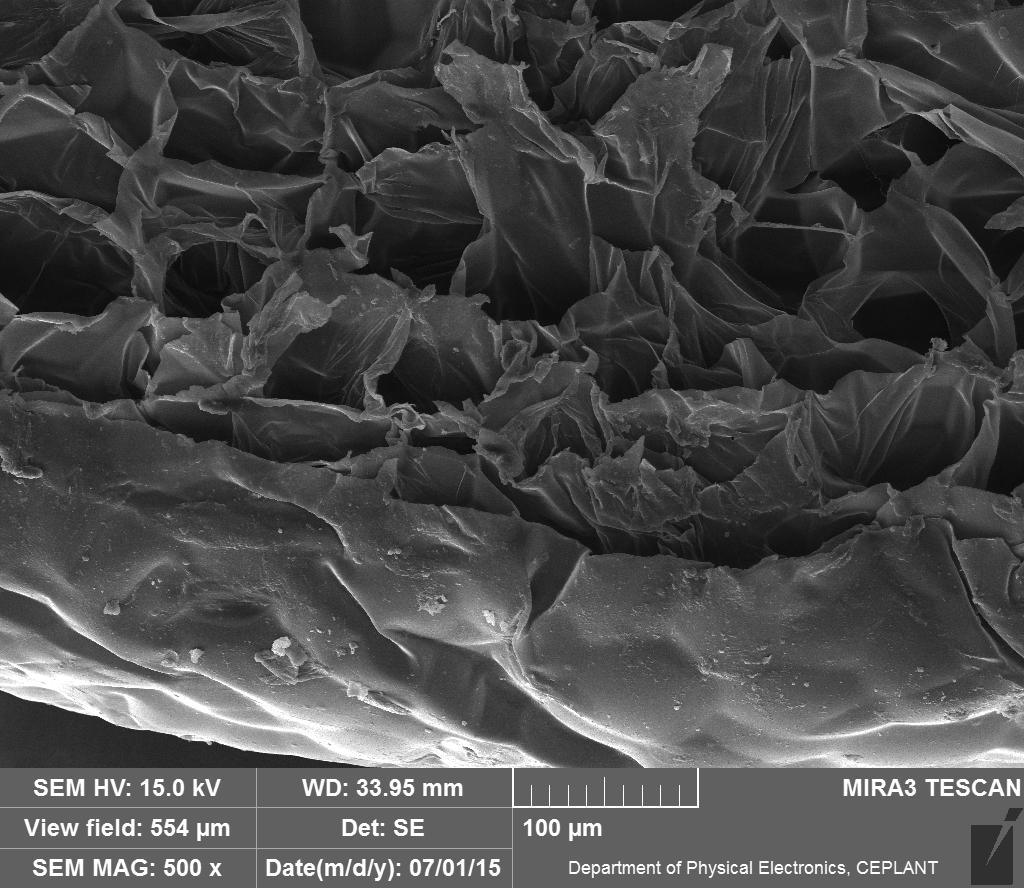 SEM HV: 15.0 kV
WD: 33.95 mm
MIRA3 TESCAN
View field: 554 µm
Det: SE
100 µm
SEM MAG: 500 x
Date(m/d/y): 07/01/15
Department of Physical Electronics, CEPLANT